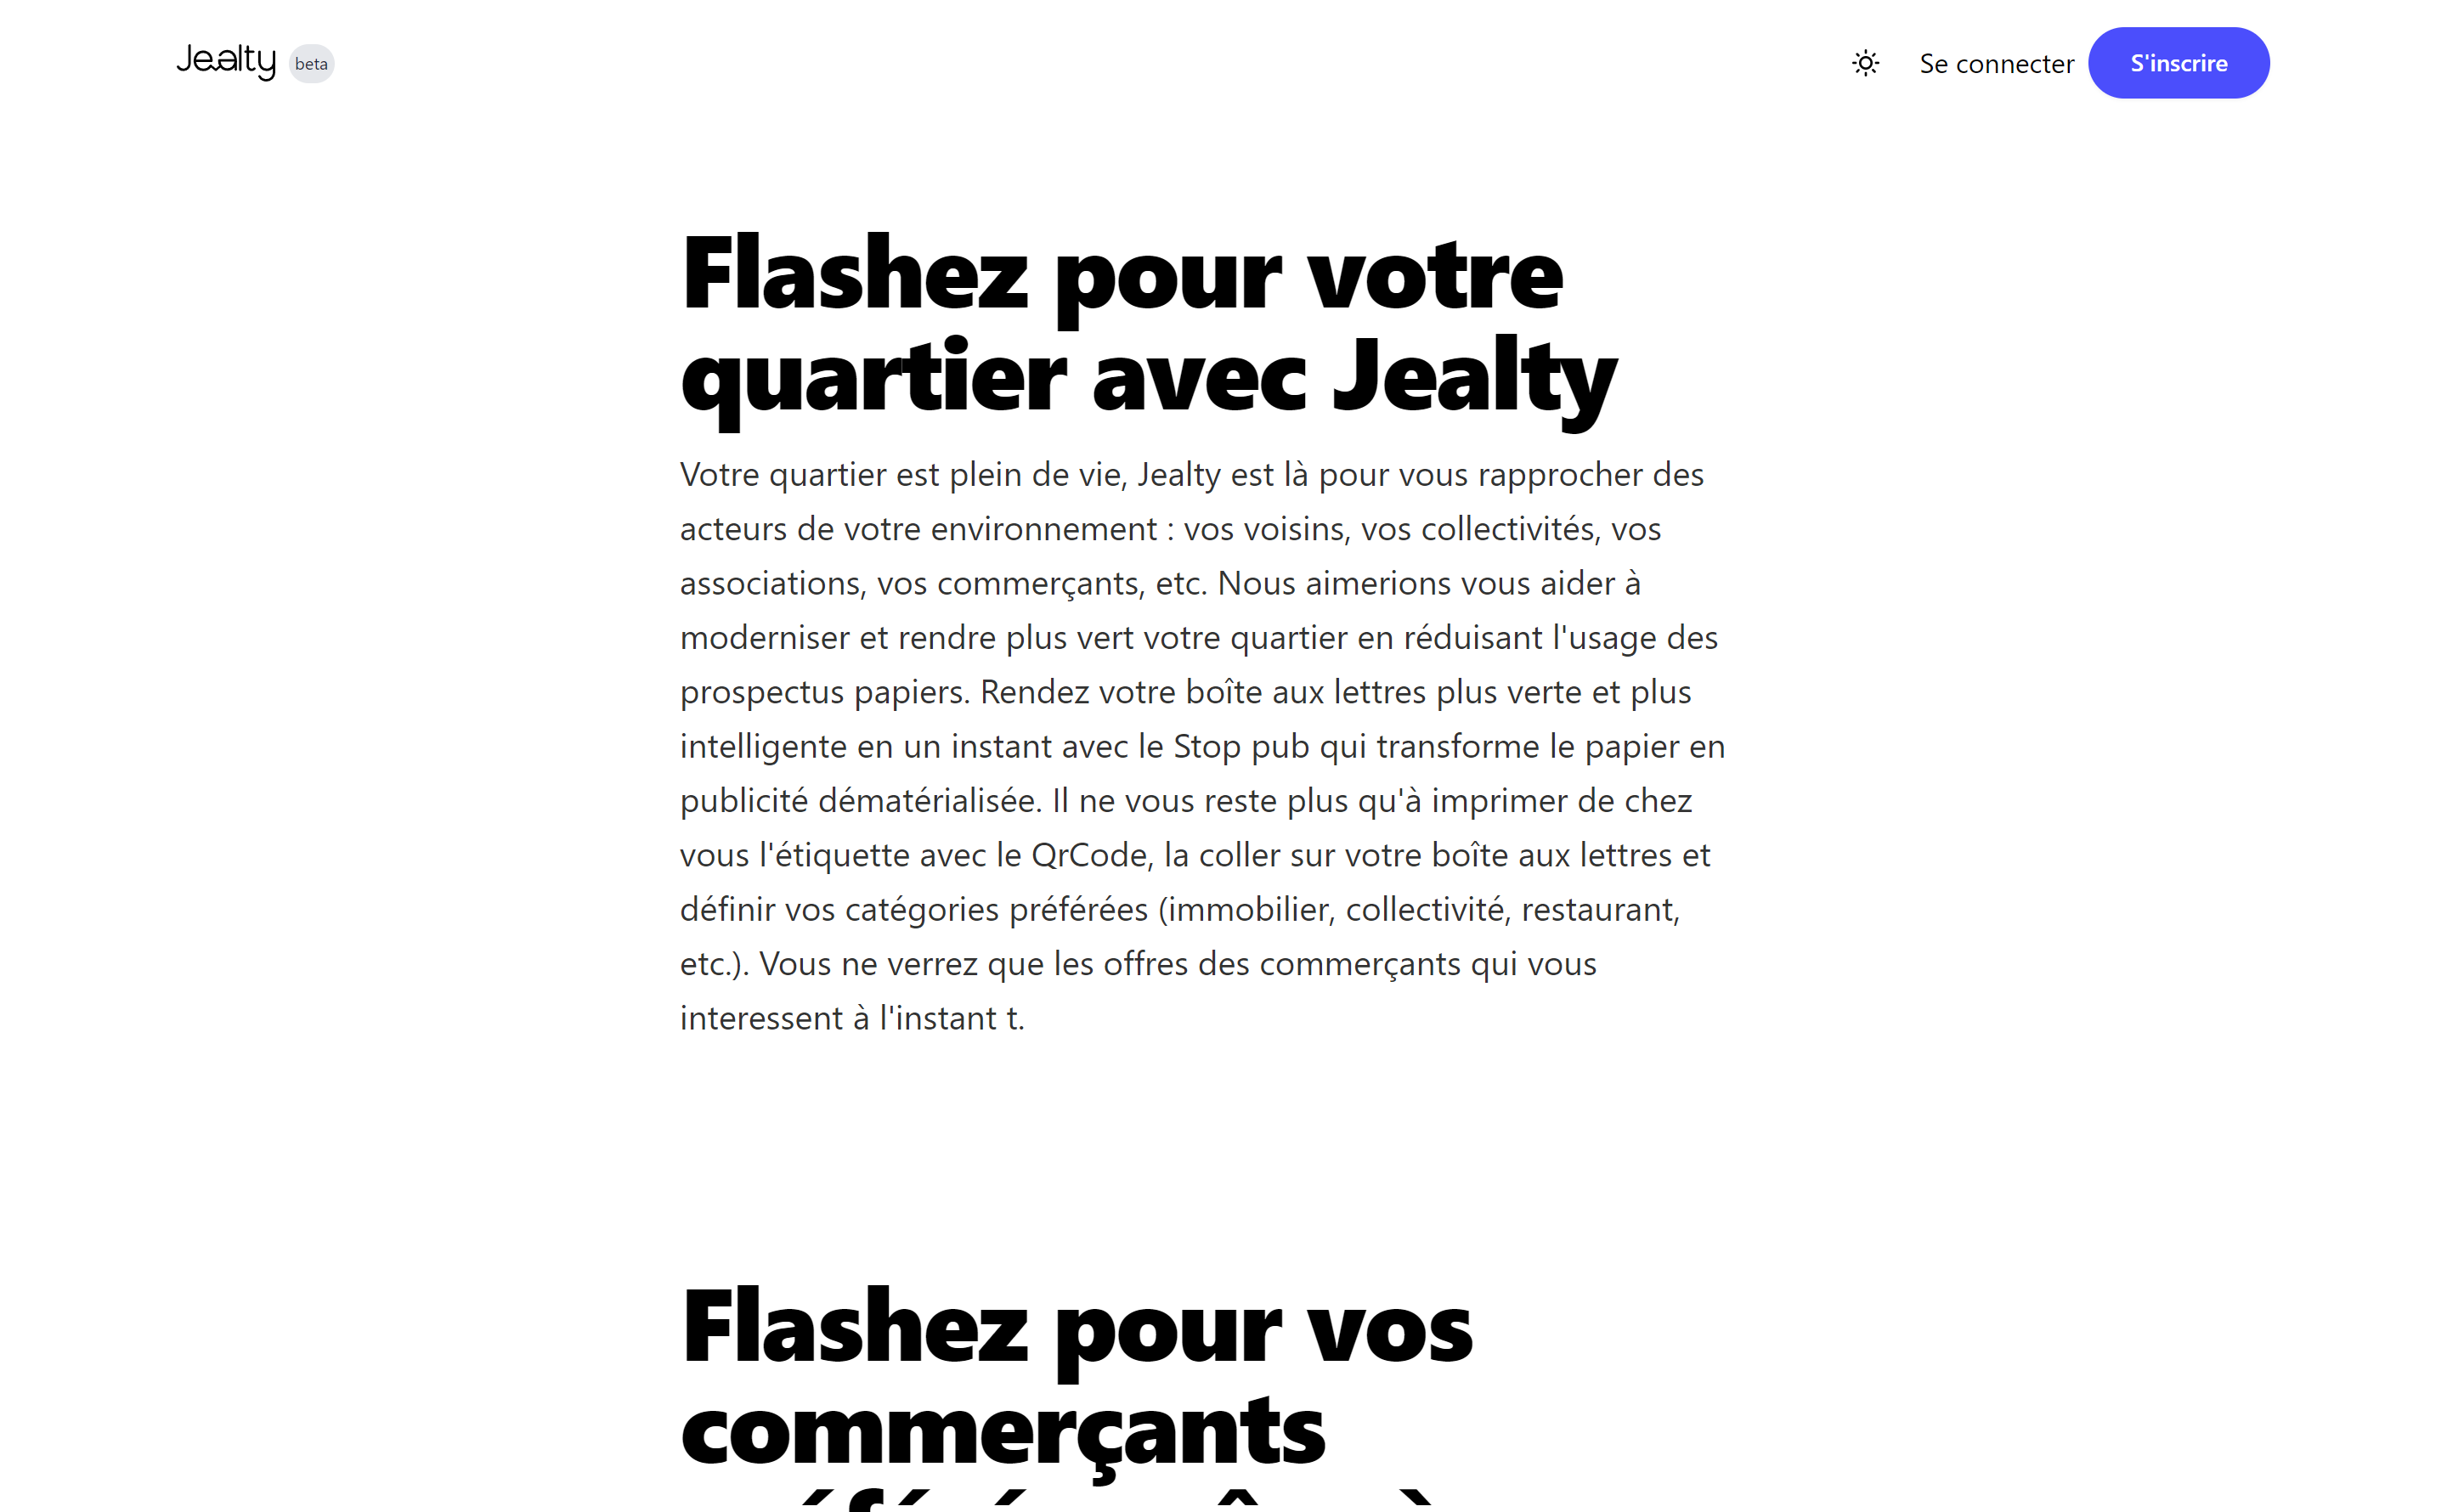 Jealty beta
Se connecter S'inscrire
Flashez pour votre
quartier avec Jealty
Votre quartier est plein de vie, Jealty est là pour vous rapprocher des
acteurs de votre environnement : vos voisins, vos collectivités, vos
associations, vos commerçants, etc. Nous aimerions vous aider à
moderniser et rendre plus vert votre quartier en réduisant l'usage des
prospectus papiers. Rendez votre boîte aux lettres plus verte et plus
intelligente en un instant avec le Stop pub qui transforme le papier en
publicité dématérialisée. Il ne vous reste plus qu'à imprimer de chez
vous l'étiquette avec le QrCode, la coller sur votre boîte aux lettres et
définir vos catégories préférées (immobilier, collectivité, restaurant,
etc.). Vous ne verrez que les offres des commerçants qui vous
interessent à l'instant t.
Flashez pour vos
commerçants